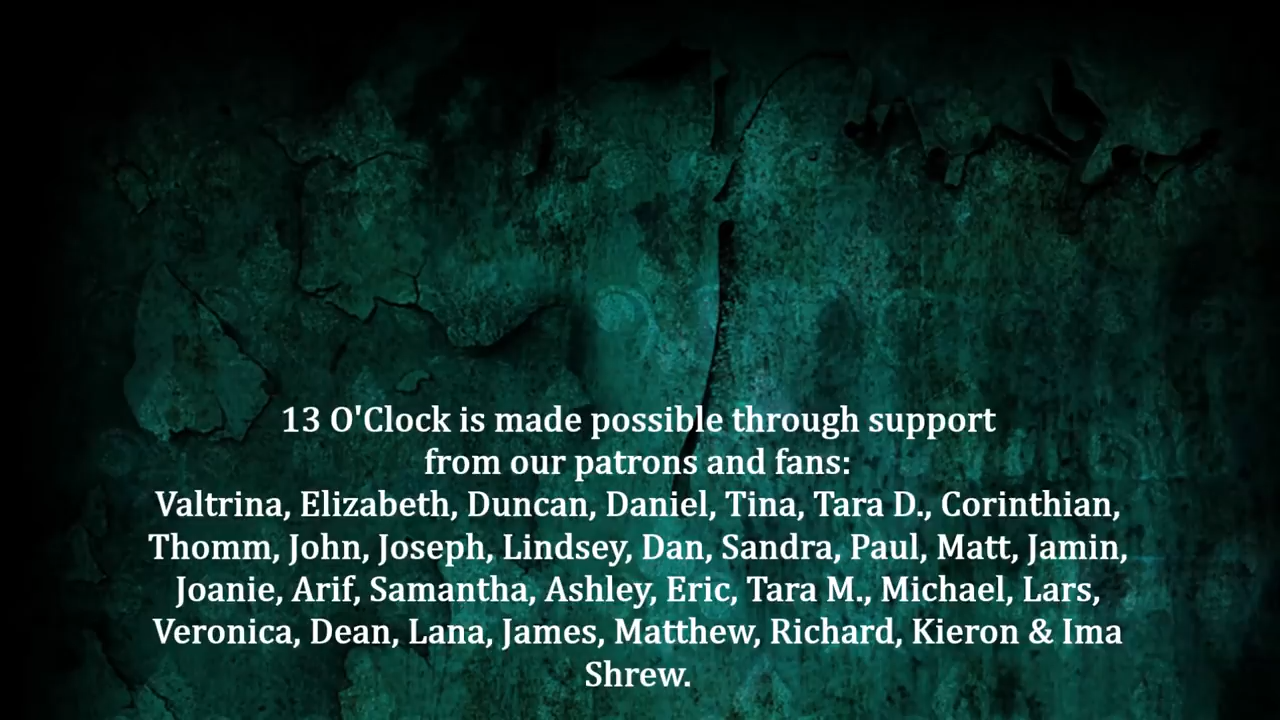 13 O'Clock is made possible through support
from our patrons and fans:
Valtrina, Elizabeth, Duncan, Daniel, Tina, Tara D., Corinthian,
Thomm, John, Joseph, Lindsey, Dan, Sandra, Paul, Matt, Jamin,
Joanie, Arif, Samantha, Ashley, Eric, Tara M., Michael, Lars,
Veronica, Dean, Lana, James, Matthew, Richard, Kieron & Ima
Shrew.